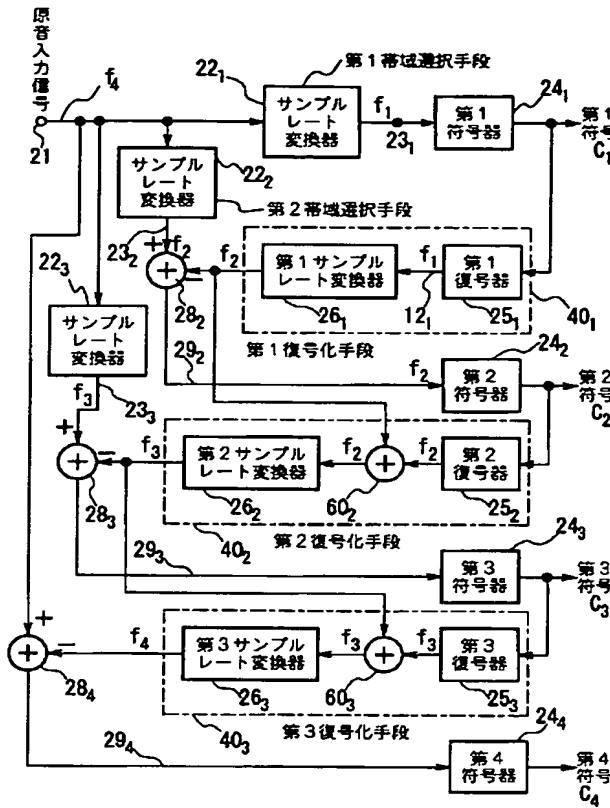 原音入力信号
f4
21
221
第1帯域選択手段
サンプル
レート
変換器
f1
231
241
第1
符号器
第1
符号
C1
サンプル
レート
変換器
222
第2帯域選択手段
232
f2
+
−
+
282
f2
第1サンプル
レート変換器
261
f1
121
第1
復号器
251
401
第1復号化手段
223
サンプル
レート
変換器
f3
233
292
f2
242
第2
符号器
第2
符号
C2
+
−
+
283
f3
第2サンプル
レート変換器
262
f2
+
602
f2
第2
復号器
252
402
第2復号化手段
293
243
第3
符号器
第3
符号
C3
+
−
+
284
f4
第3サンプル
レート変換器
263
f3
+
603
f3
第3
復号器
253
403
第3復号化手段
294
244
第4
符号器
第4
符号
C4